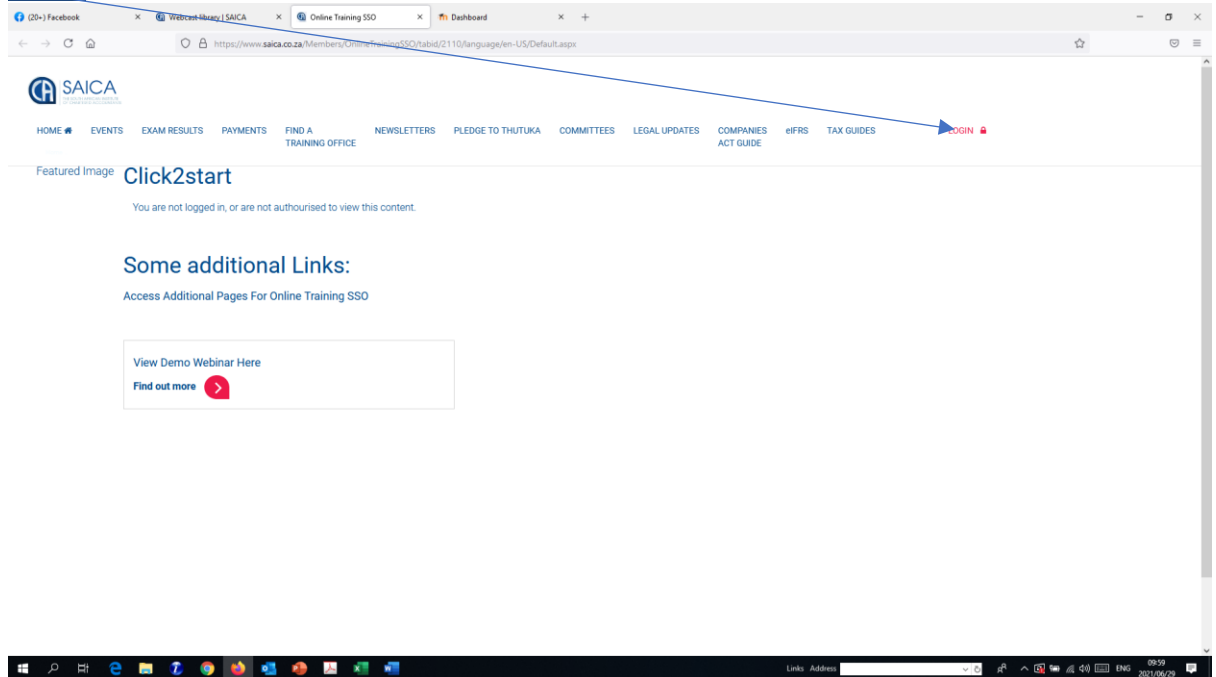 (20+) Facebook
Webcast library | SAICA
Online Training SSO
Dashboard
https://www.saica.co.za/Members/OnlineTrainingSSO/tabid/2110/language/en-US/Default.aspx
SAICA
HOME EVENTS EXAM RESULTS PAYMENTS FIND A NEWSLETTERS PLEDGE TO THUTUKA COMMITTEES LEGAL UPDATES COMPANIES eIFRS TAX GUIDES LOGIN
TRAINING OFFICE ACT GUIDE
Featured Image
Click2start
You are not logged in, or are not authourised to view this content.
Some additional Links:
Access Additional Pages For Online Training SSO
View Demo Webinar Here
Find out more
Links Address
ENG
09:59
2021/06/29